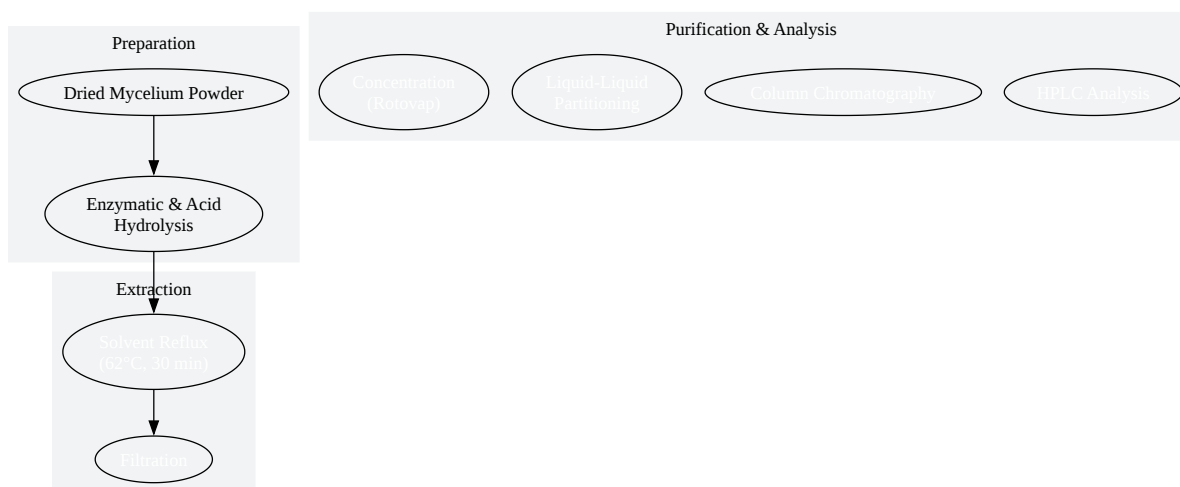 Preparation
Dried Mycelium Powder
Enzymatic & Acid
Hydrolysis
Extraction
Solvent Reflux
(62°C, 30 min)
Filtration
Purification & Analysis
Concentration
(Rotovap)
Liquid-Liquid
Partitioning
Column Chromatography
HPLC Analysis